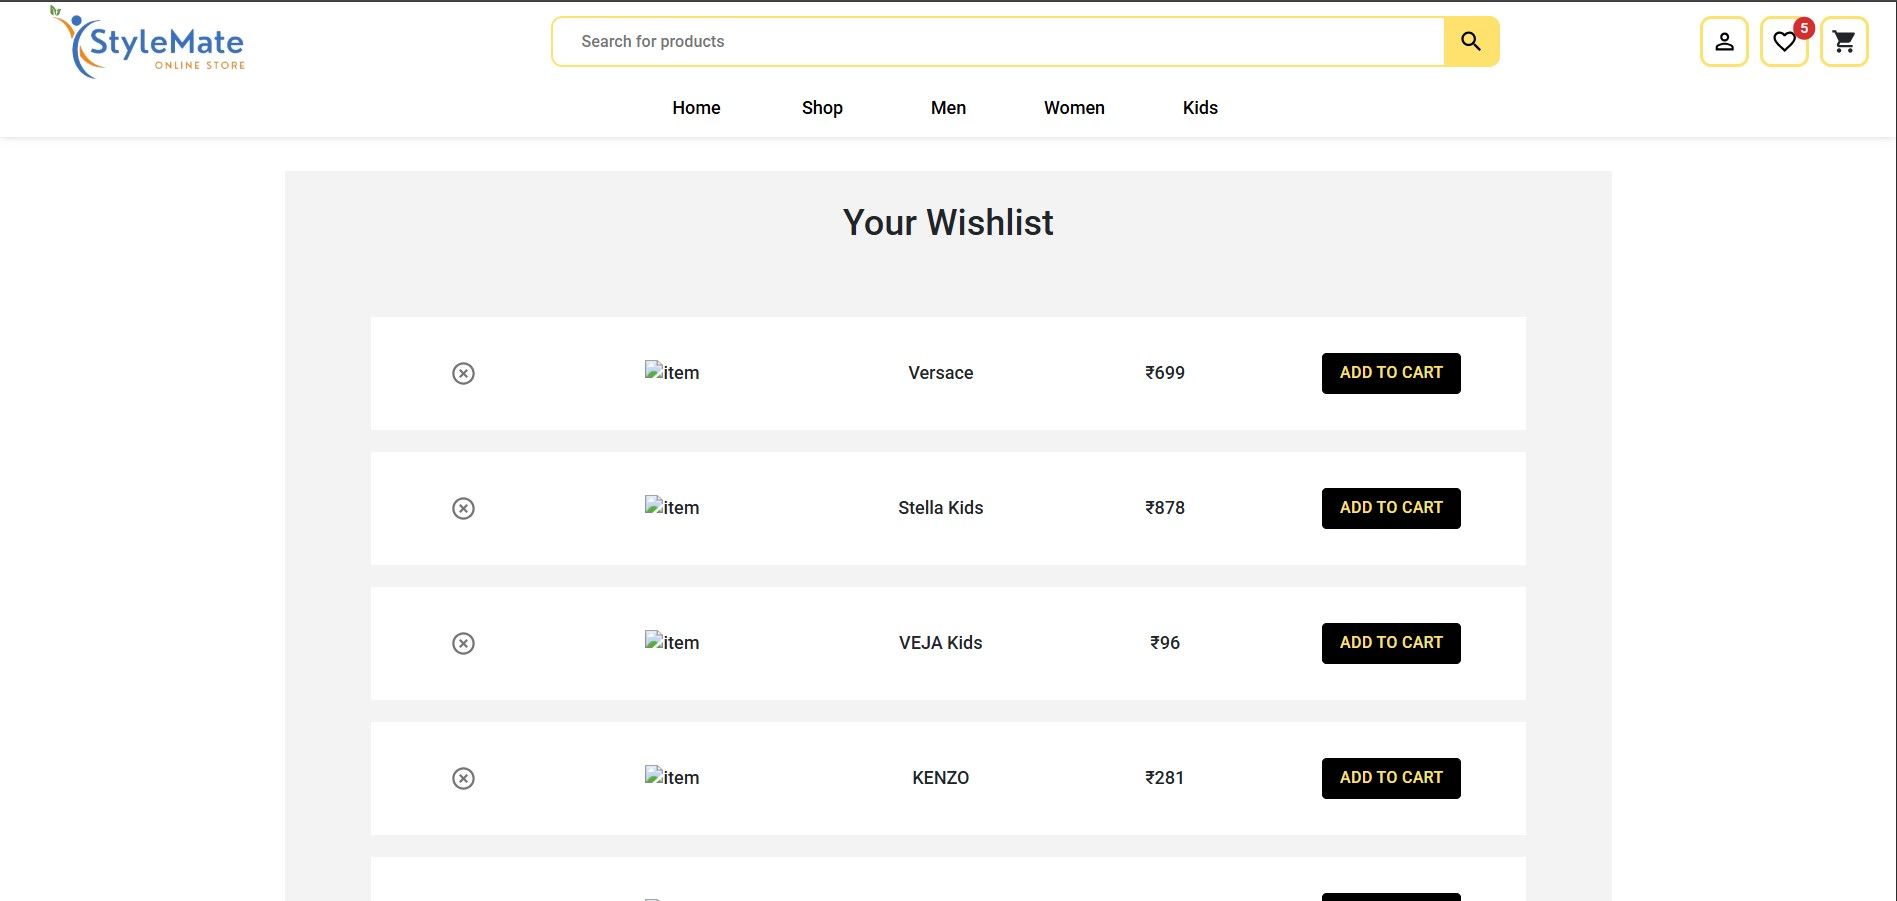 StyleMate
ONLINE STORE
Search for products
5
Home Shop Men Women Kids
Your Wishlist
item Versace ₹699 ADD TO CART
item Stella Kids ₹878 ADD TO CART
item VEJA Kids ₹96 ADD TO CART
item KENZO ₹281 ADD TO CART